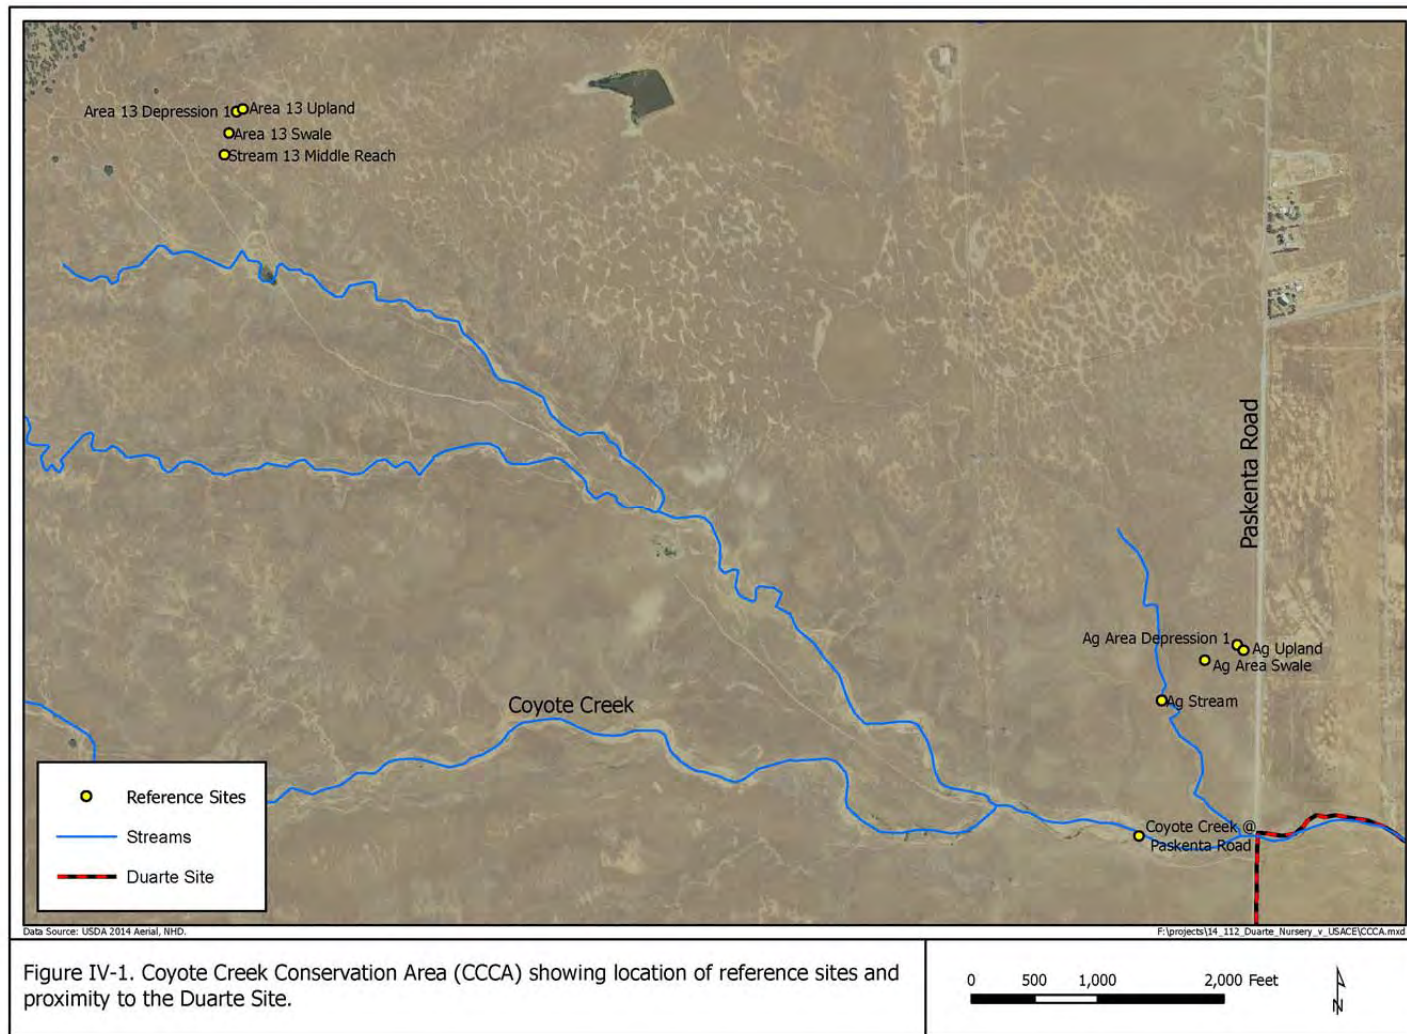 Area 13 Depression 1
Area 13 Upland
Area 13 Swale
Stream 13 Middle Reach
Paskenta Road
Ag Area Depression 1
Ag Upland
Ag Area Swale
Ag Stream
Coyote Creek
Coyote Creek @
Paskenta Road
Reference Sites
Streams
Duarte Site
Data Source: USDA 2014 Aerial, NHD.
F:\projects\14_112_Duarte_Nursery_v_USACE\CCCA.mxd
Figure IV-1. Coyote Creek Conservation Area (CCCA) showing location of reference sites and
proximity to the Duarte Site.
0 500 1,000 2,000 Feet
N